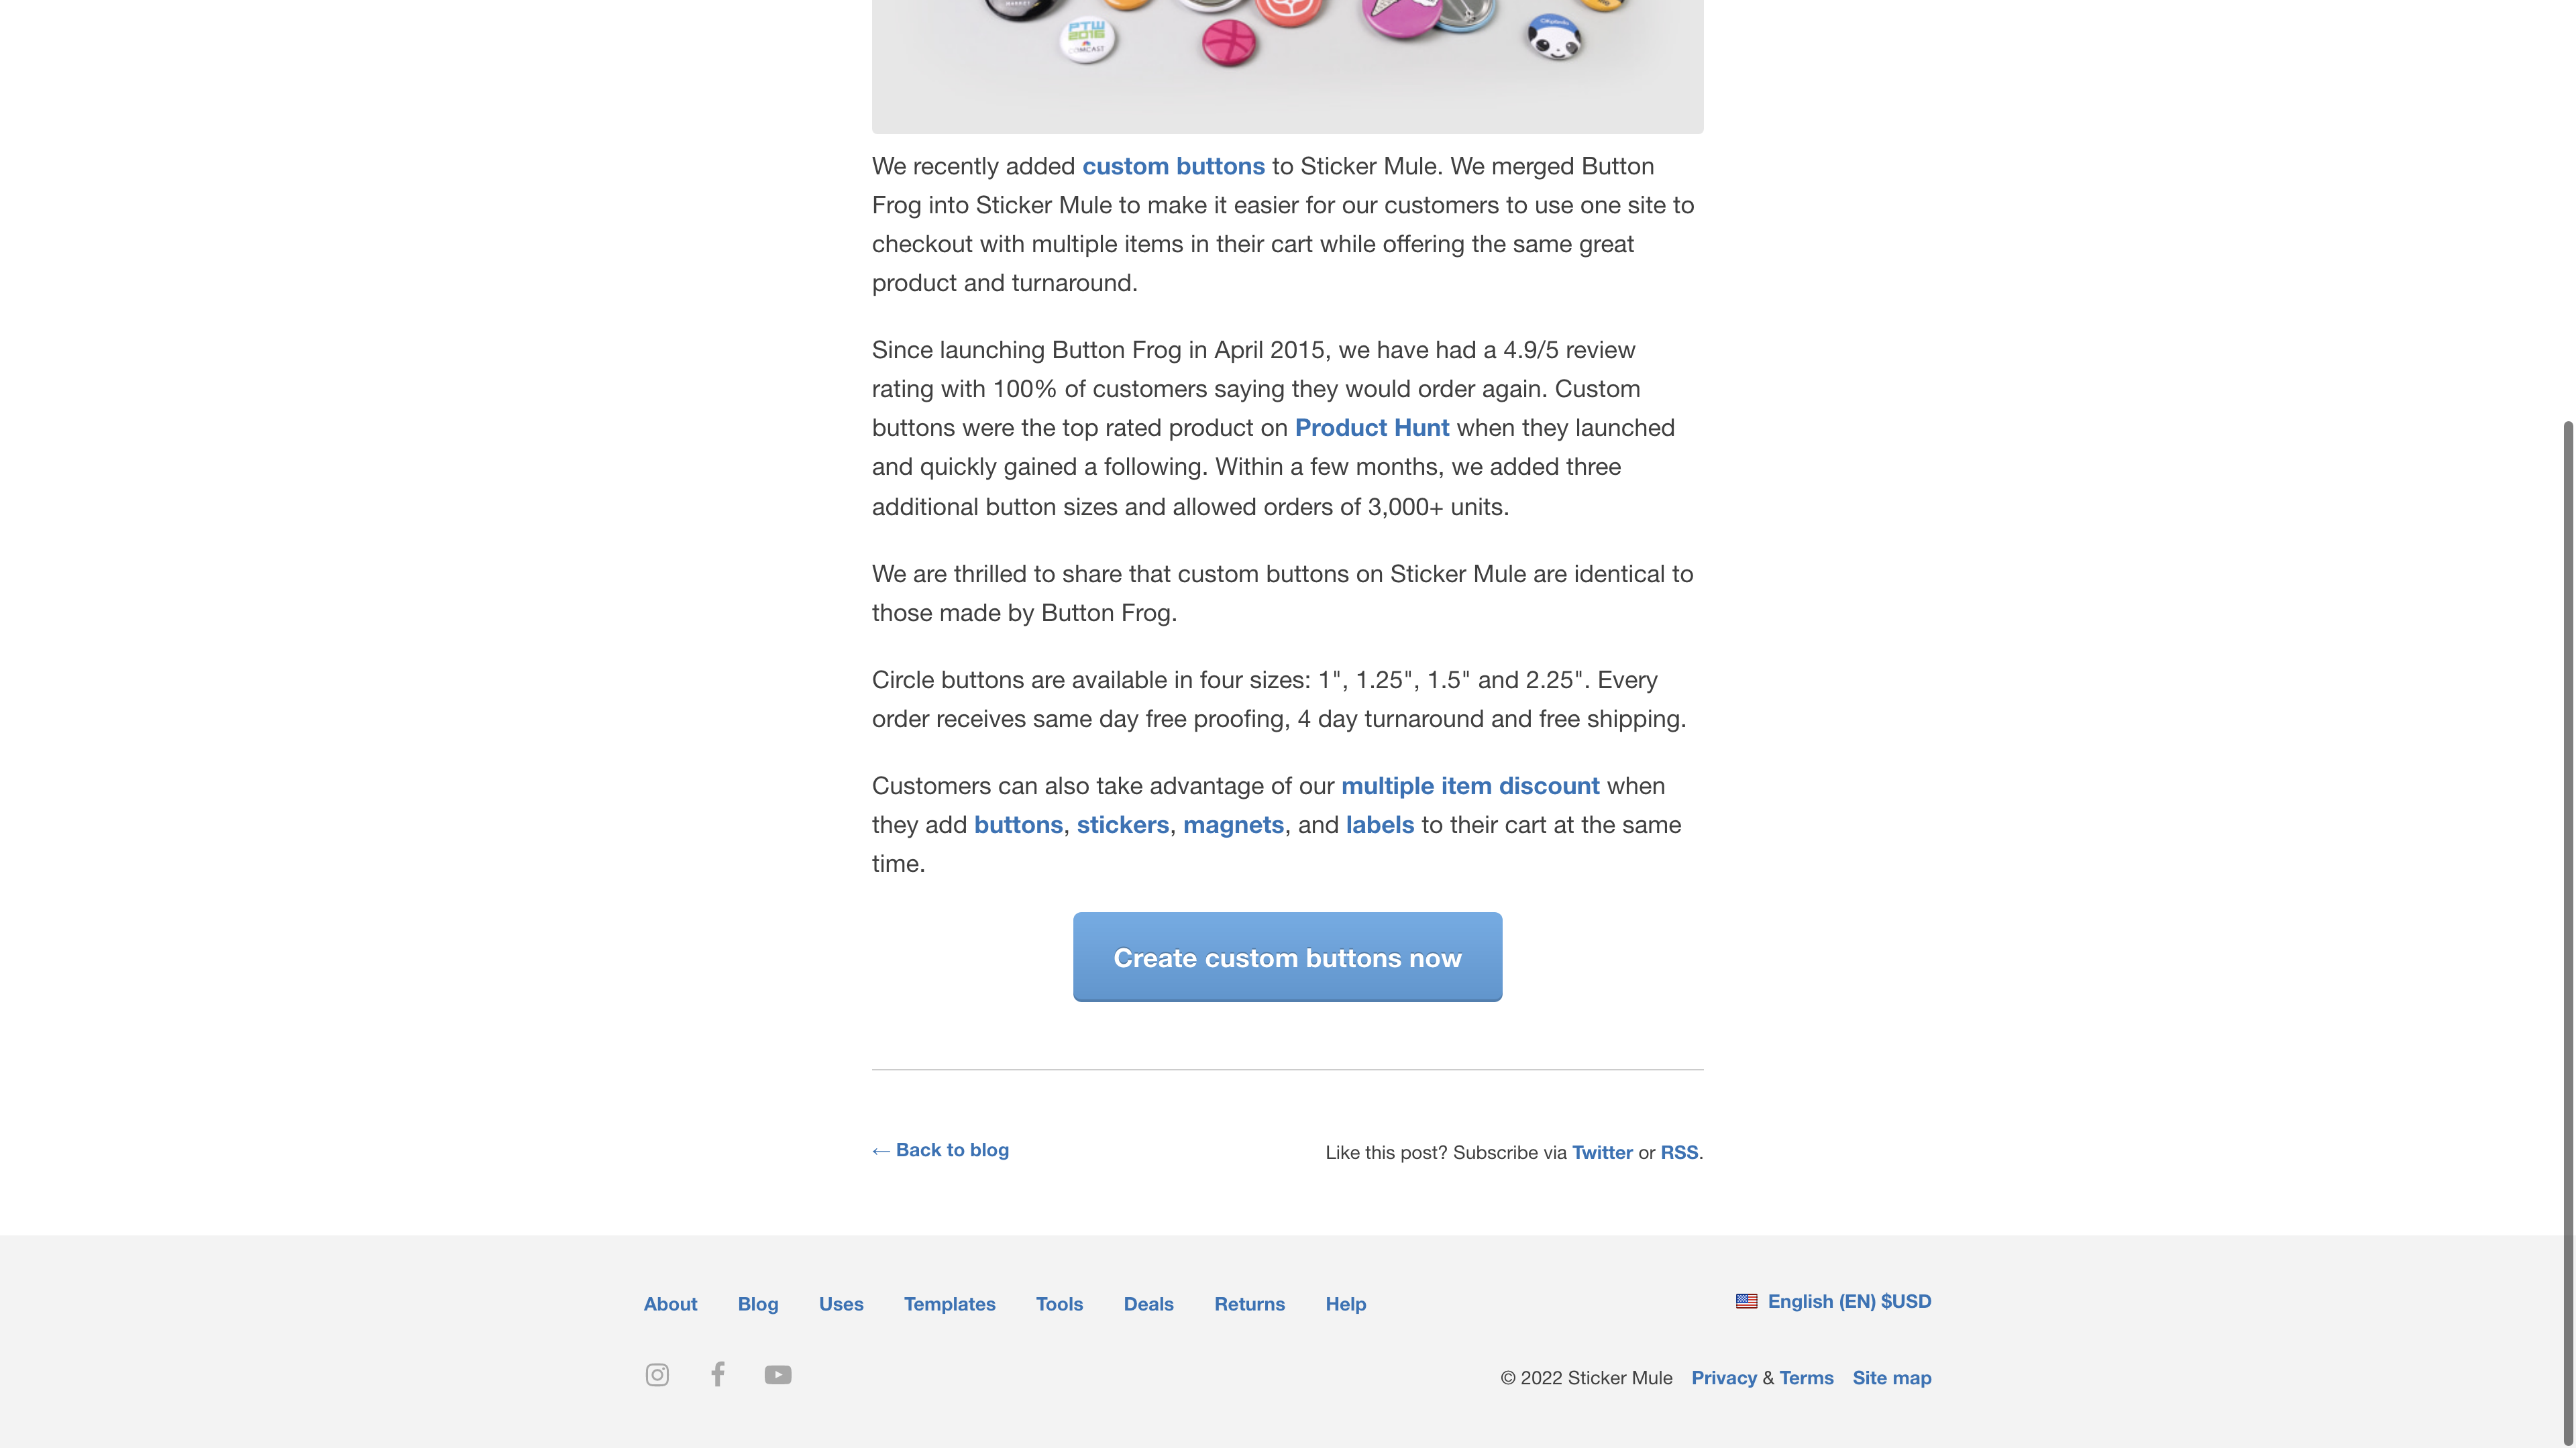 MARKET
PTW
2016
COMCAST
We recently added custom buttons to Sticker Mule. We merged Button
Frog into Sticker Mule to make it easier for our customers to use one site to
checkout with multiple items in their cart while offering the same great
product and turnaround.
Since launching Button Frog in April 2015, we have had a 4.9/5 review
rating with 100% of customers saying they would order again. Custom
buttons were the top rated product on Product Hunt when they launched
and quickly gained a following. Within a few months, we added three
additional button sizes and allowed orders of 3,000+ units.
We are thrilled to share that custom buttons on Sticker Mule are identical to
those made by Button Frog.
Circle buttons are available in four sizes: 1", 1.25", 1.5" and 2.25". Every
order receives same day free proofing, 4 day turnaround and free shipping.
Customers can also take advantage of our multiple item discount when
they add buttons, stickers, magnets, and labels to their cart at the same
time.
Create custom buttons now
← Back to blog
Like this post? Subscribe via Twitter or RSS.
About Blog Uses Templates Tools Deals Returns Help
English (EN) $USD
© 2022 Sticker Mule Privacy & Terms Site map